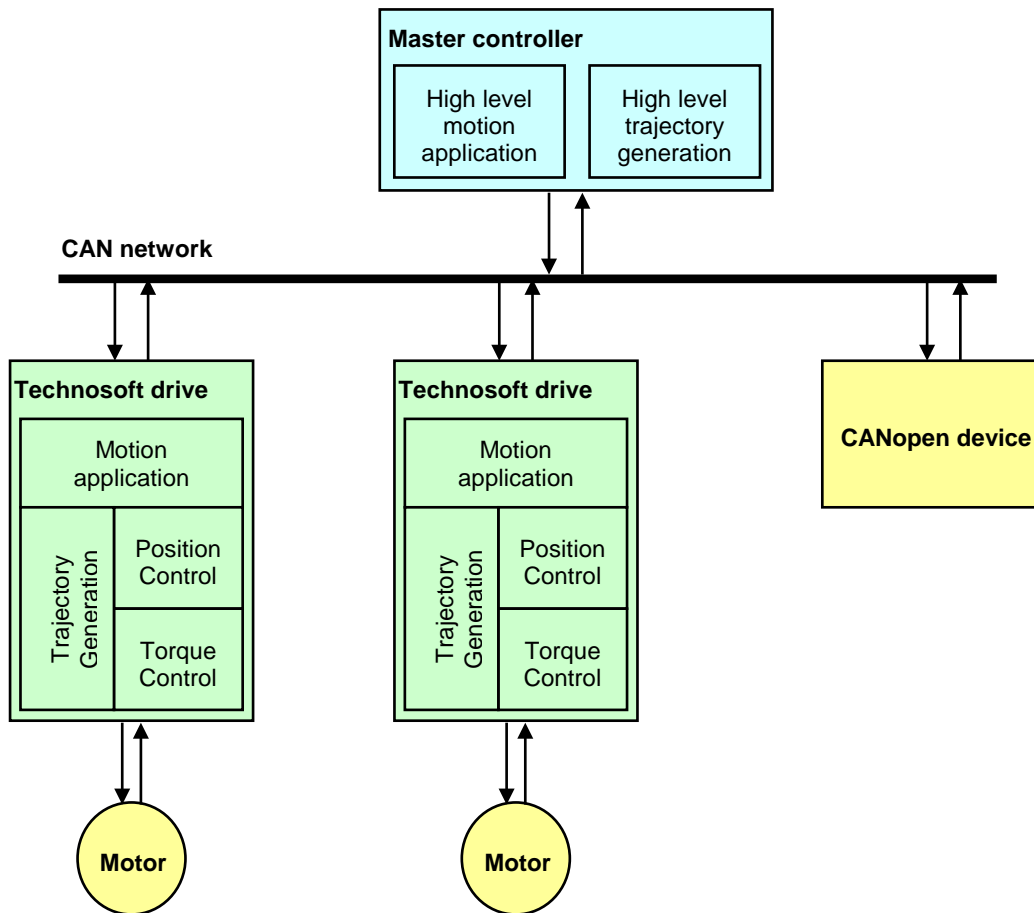 Master controller
High level
motion
application
High level
trajectory
generation
CAN network
Technosoft drive
Motion
application
Trajectory
Generation
Position
Control
Torque
Control
Motor
Technosoft drive
Motion
application
Trajectory
Generation
Position
Control
Torque
Control
Motor
CANopen device